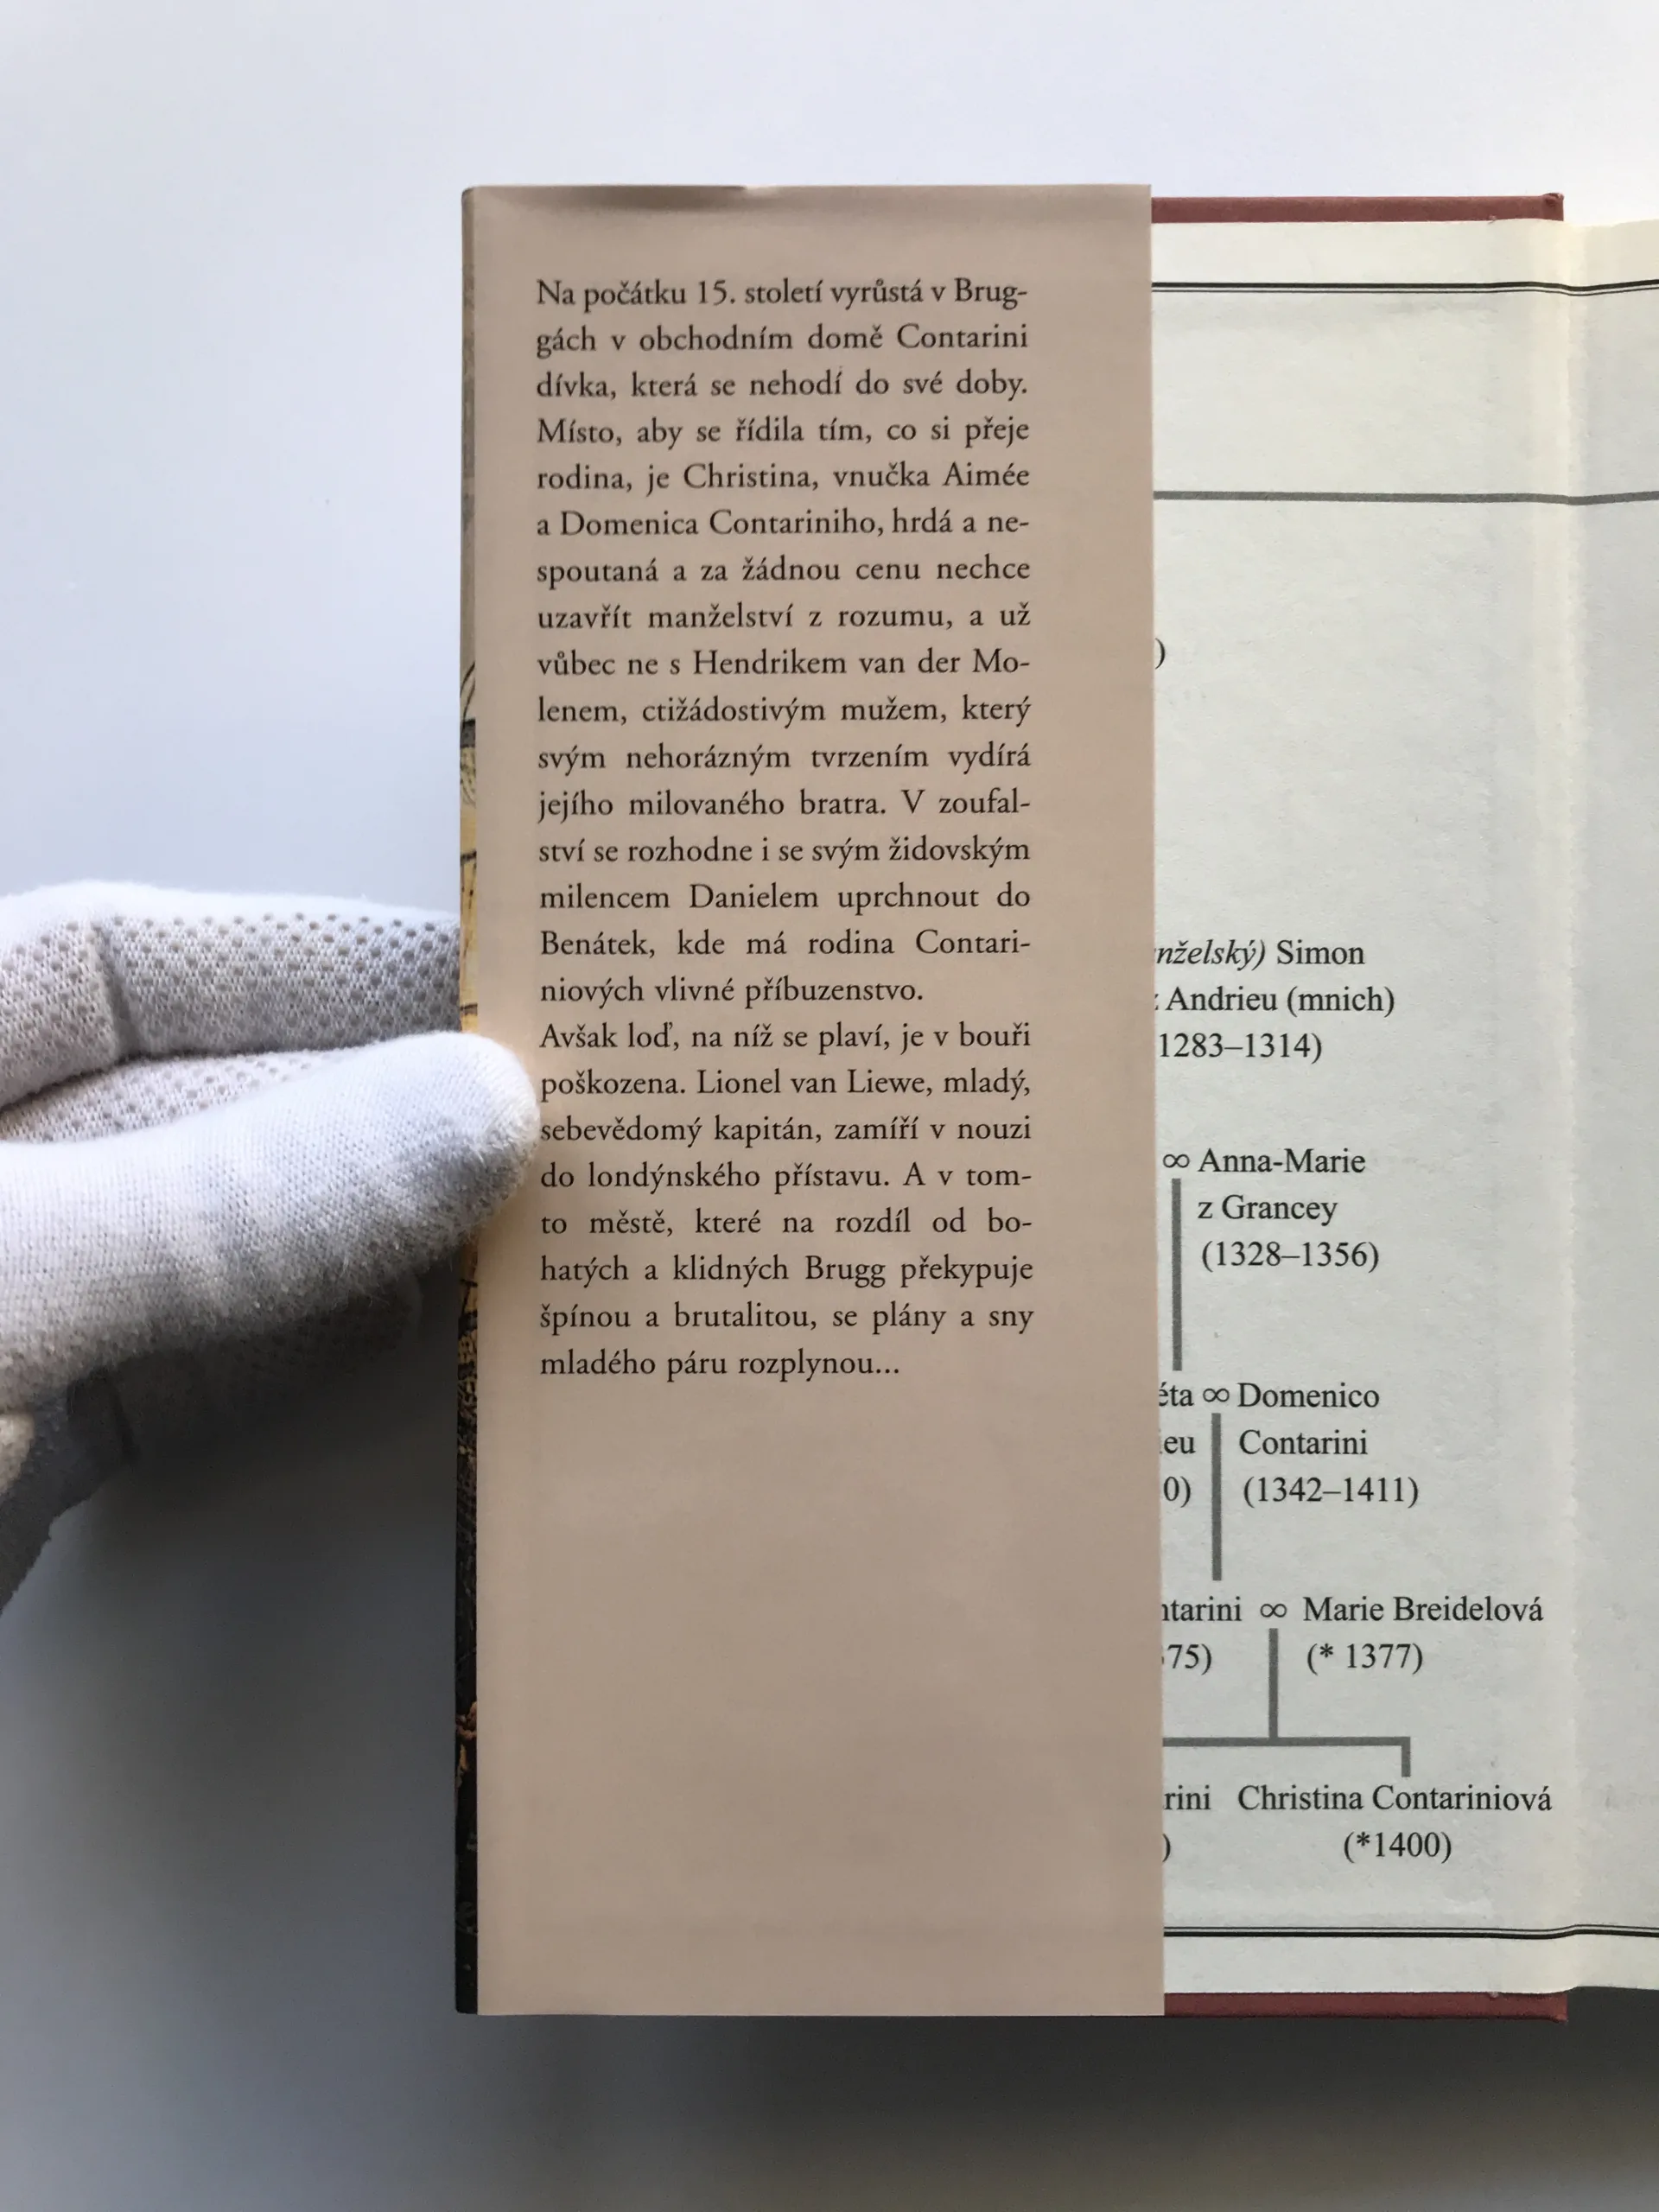 Na počátku 15. století vyrůstá v Brug-
gách v obchodním domě Contarini
dívka, která se nehodí do své doby.
Místo, aby se řídila tím, co si přeje
rodina, je Christina, vnučka Aimée
a Domenica Contariniho, hrdá a ne-
spoutaná a za žádnou cenu nechce
uzavřít manželství z rozumu, a už
vůbec ne s Hendrikem van der Mo-
lenem, ctižádostivým mužem, který
svým nehorázným tvrzením vydírá
jejího milovaného bratra. V zoufal-
ství se rozhodne i se svým židovským
milencem Danielem uprchnout do
Benátek, kde má rodina Contari-
niových vlivné příbuzenstvo.
Avšak loď, na níž se plaví, je v bouři
poškozena. Lionel van Liewe, mladý,
sebevědomý kapitán, zamíří v nouzi
do londýnského přístavu. A v tom-
to městě, které na rozdíl od bo-
hatých a klidných Brugg překypuje
špínou a brutalitou, se plány a sny
mladého páru rozplynou...
)
nželský) Simon
z Andrieu (mnich)
1283–1314)
∞ Anna-Marie
z Grancey
(1328–1356)
éta ∞ Domenico
eu Contarini
0) (1342–1411)
ntarini ∞ Marie Breidelová
75) (* 1377)
rini Christina Contariniová
) (*1400)